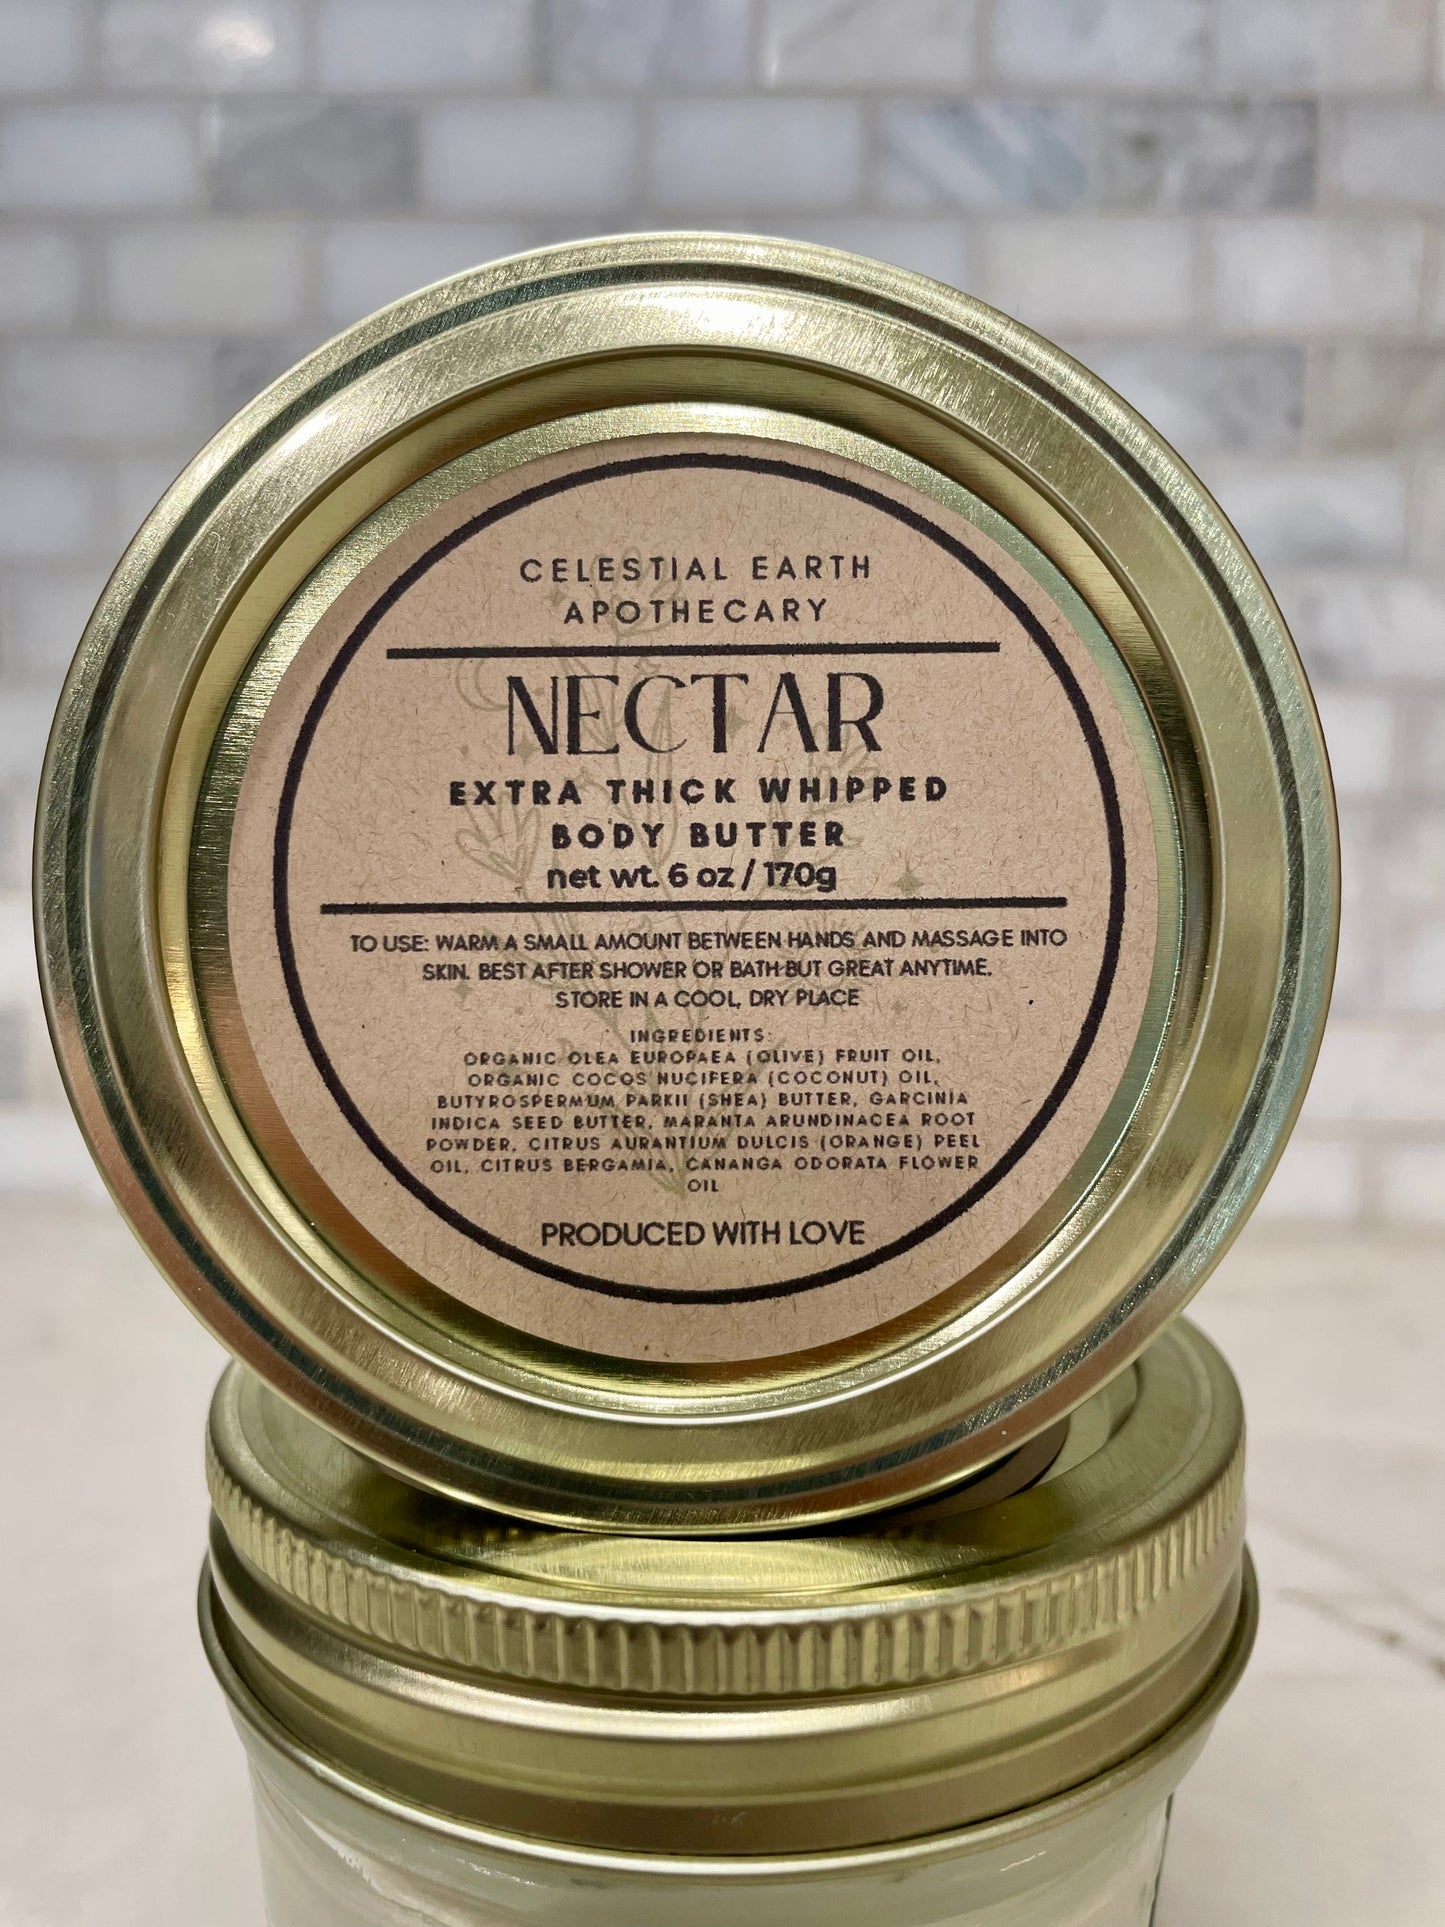 CELESTIAL EARTH
APOTHECARY
NECTAR
EXTRA THICK WHIPPED
BODY BUTTER
net wt. 6 oz / 170g
TO USE: WARM A SMALL AMOUNT BETWEEN HANDS AND MASSAGE INTO
SKIN. BEST AFTER SHOWER OR BATH BUT GREAT ANYTIME.
STORE IN A COOL, DRY PLACE
INGREDIENTS:
ORGANIC OLEA EUROPAEA (OLIVE) FRUIT OIL,
ORGANIC COCOS NUCIFERA (COCONUT) OIL,
BUTYROSPERMUM PARKII (SHEA) BUTTER, GARCINIA
INDICA SEED BUTTER, MARANTA ARUNDINACEA ROOT
POWDER, CITRUS AURANTIUM DULCIS (ORANGE) PEEL
OIL, CITRUS BERGAMIA, CANANGA ODORATA FLOWER
OIL
PRODUCED WITH LOVE